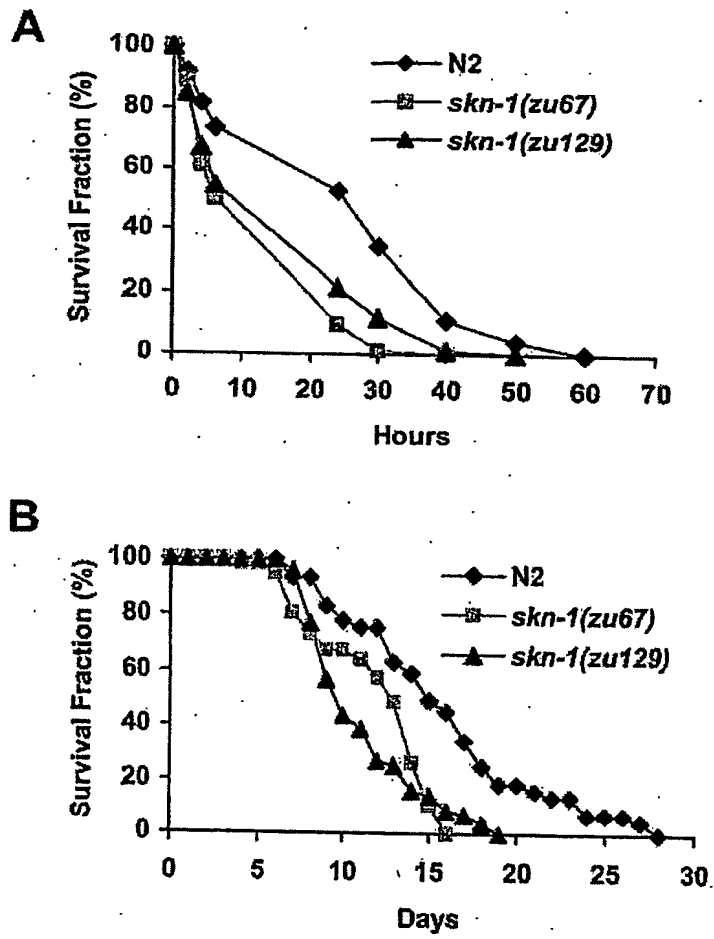 A
Survival Fraction (%)
100
80
60
40
20
0
0 10 20 30 40 50 60 70
Hours
N2
skn-1(zu67)
skn-1(zu129)
B
Survival Fraction (%)
100
80
60
40
20
0
0 5 10 15 20 25 30
Days
N2
skn-1(zu67)
skn-1(zu129)